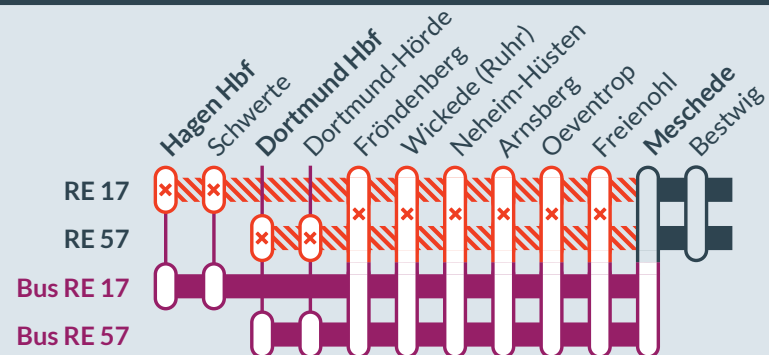 Hagen Hbf
Schwerte
Dortmund Hbf
Dortmund-Hörde
Fröndenberg
Wickede (Ruhr)
Neheim-Hüsten
Arnsberg
Oeventrop
Freienohl
Meschede
Bestwig
RE 17
RE 57
Bus RE 17
Bus RE 57